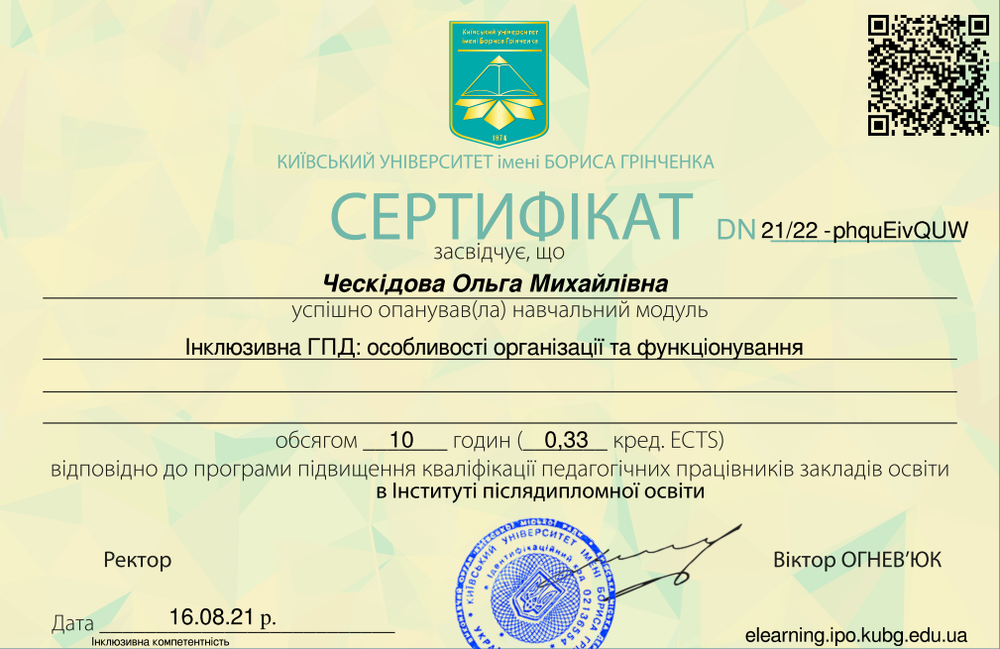 Київський університет
імені Бориса Грінченка
1874
КИЇВСЬКИЙ УНІВЕРСИТЕТ імені БОРИСА ГРІНЧЕНКА
СЕРТИФІКАТ
DN 21/22 -phquEivQUW
засвідчує, що
Ческідова Ольга Михайлівна
успішно опанував(ла) навчальний модуль
Інклюзивна ГПД: особливості організації та функціонування
обсягом 10 годин (0,33 кред. ECTS)
відповідно до програми підвищення кваліфікації педагогічних працівників закладів освіти
в Інституті післядипломної освіти
КИЇВСЬКИЙ УНІВЕРСИТЕТ ІМЕНІ БОРИСА
Ідентифікаційний код 02136554
Ректор
Віктор ОГНЕВ'ЮК
Дата 16.08.21 р.
Інклюзивна компетентність
elearning.ipo.kubg.edu.ua